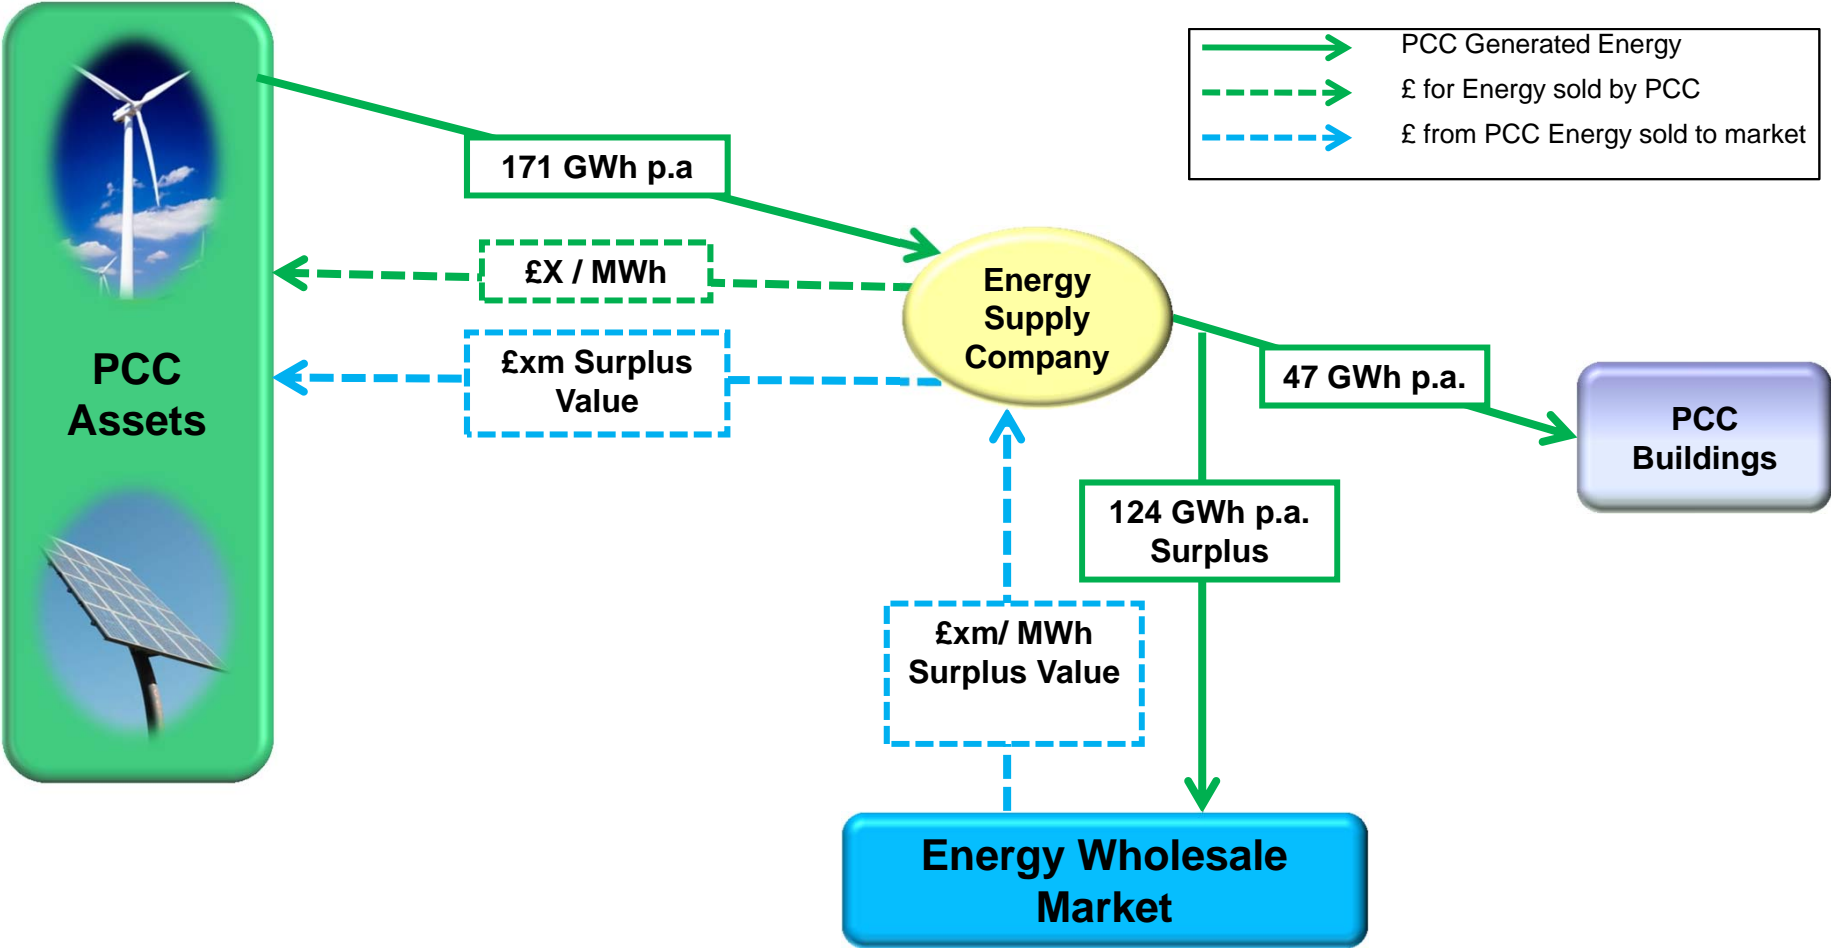 PCC Generated Energy
£ for Energy sold by PCC
£ from PCC Energy sold to market
171 GWh p.a
£X / MWh
£xm Surplus
Value
PCC
Assets
Energy
Supply
Company
47 GWh p.a.
PCC
Buildings
124 GWh p.a.
Surplus
£xm/ MWh
Surplus Value
Energy Wholesale
Market